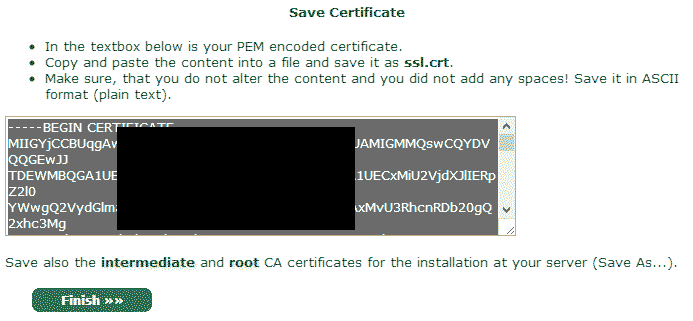 Save Certificate
In the textbox below is your PEM encoded certificate.
Copy and paste the content into a file and save it as ssl.crt.
Make sure, that you do not alter the content and you did not add any spaces! Save it in ASCII
format (plain text).
-----BEGIN CERTIFICATE
MIIGYjCCBUqgAw JAMIGMMQswCQYDV
QQGEwJJ
TDEWMBQGA1UE 1UECxMiU2VjdXJlIERp
Z2l0
YWwgQ2VydGlm AxMvU3RhcnRDb20gQ
2xhc3Mg
Save also the intermediate and root CA certificates for the installation at your server (Save As...).
Finish »»